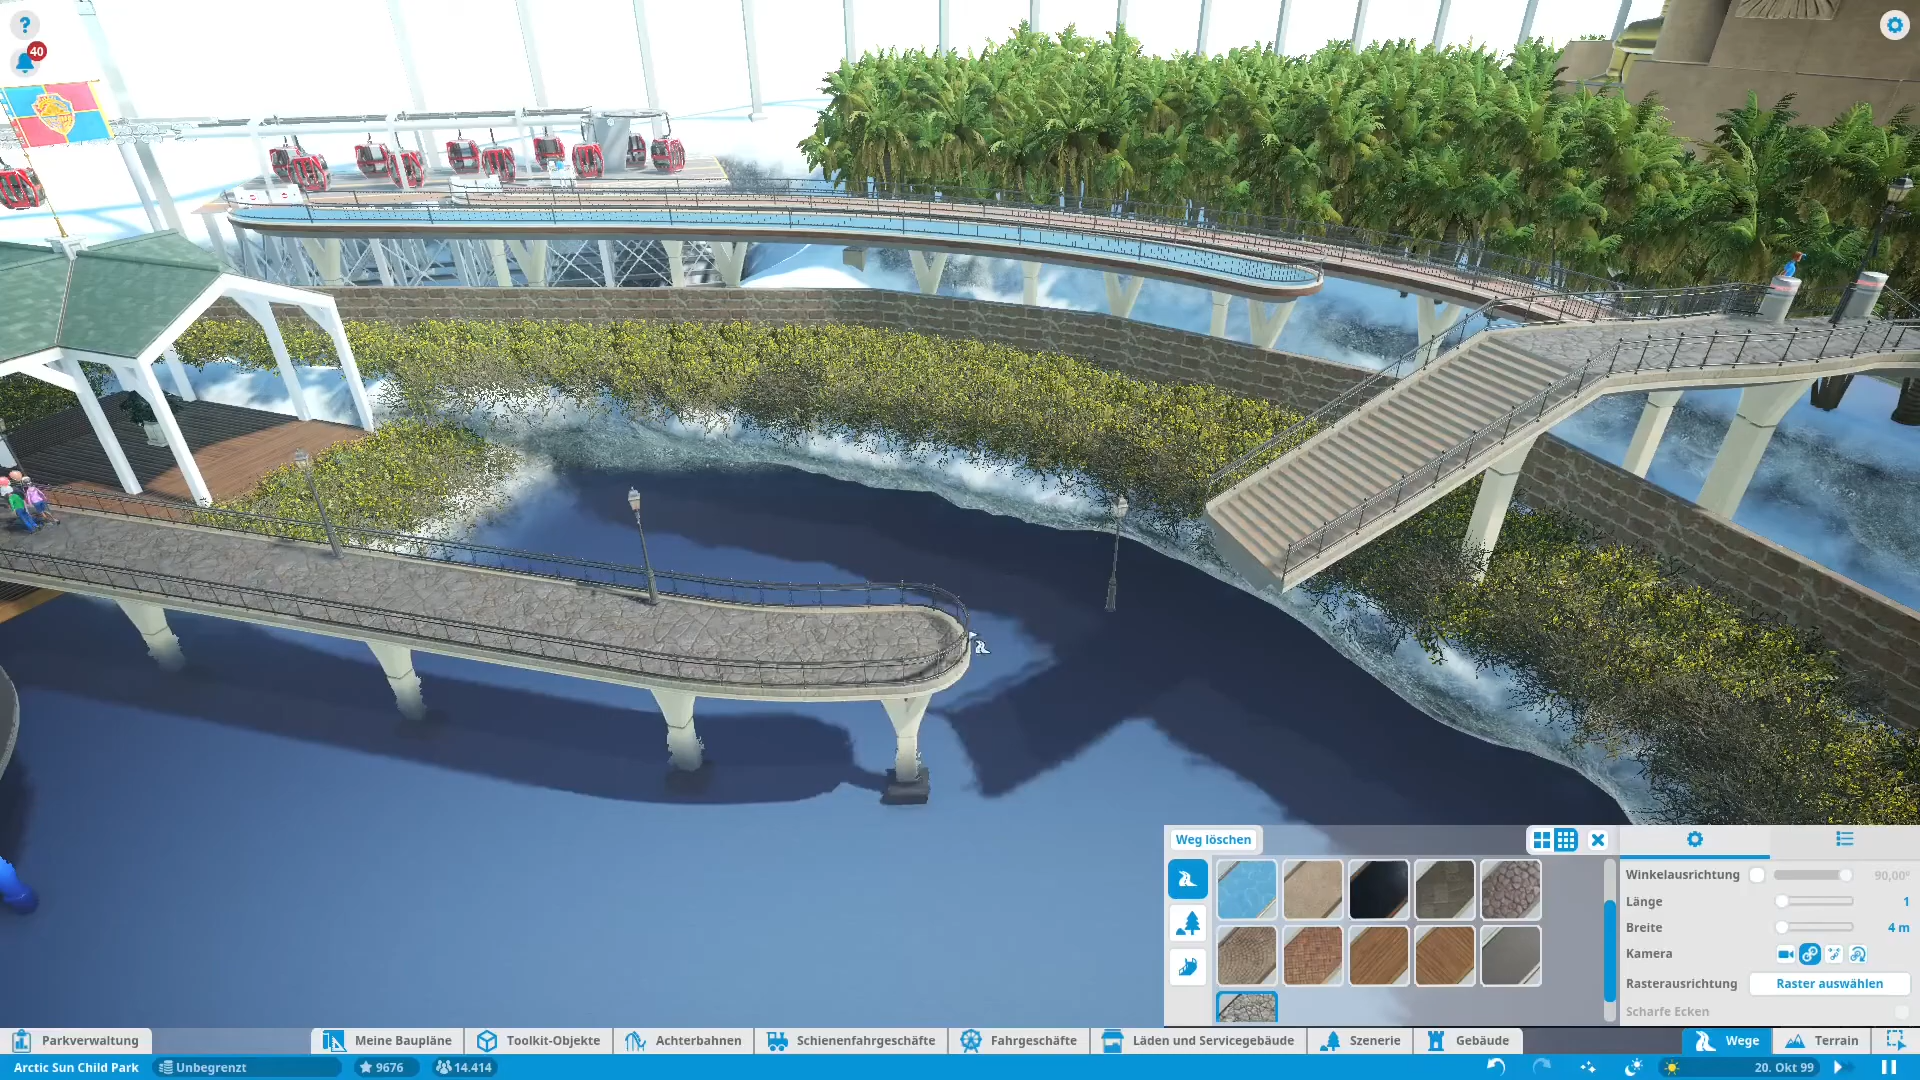 ?
40
Weg löschen
Winkelausrichtung 90,00°
Länge 1
Breite 4 m
Kamera
Rasterausrichtung Raster auswählen
Scharfe Ecken
Parkverwaltung Meine Baupläne Toolkit-Objekte Achterbahnen Schienenfahrgeschäfte Fahrgeschäfte Läden und Servicegebäude Szenerie Gebäude Wege Terrain
Arctic Sun Child Park Unbegrenzt 9676 14.414 20. Okt 99